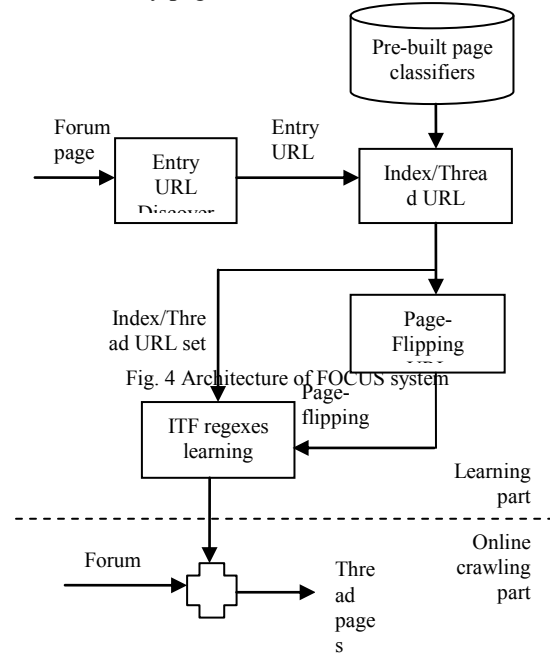 Pre-built page
classifiers
Forum
page
Entry
URL
Entry
URL
Discover
Index/Threa
d URL
Index/Thre
ad URL set
Page-
Flipping
Fig. 4 Architecture of FOCUS system
Page-
flipping
ITF regexes
learning
Learning
part
Online
crawling
part
Forum
Thre
ad
page
s